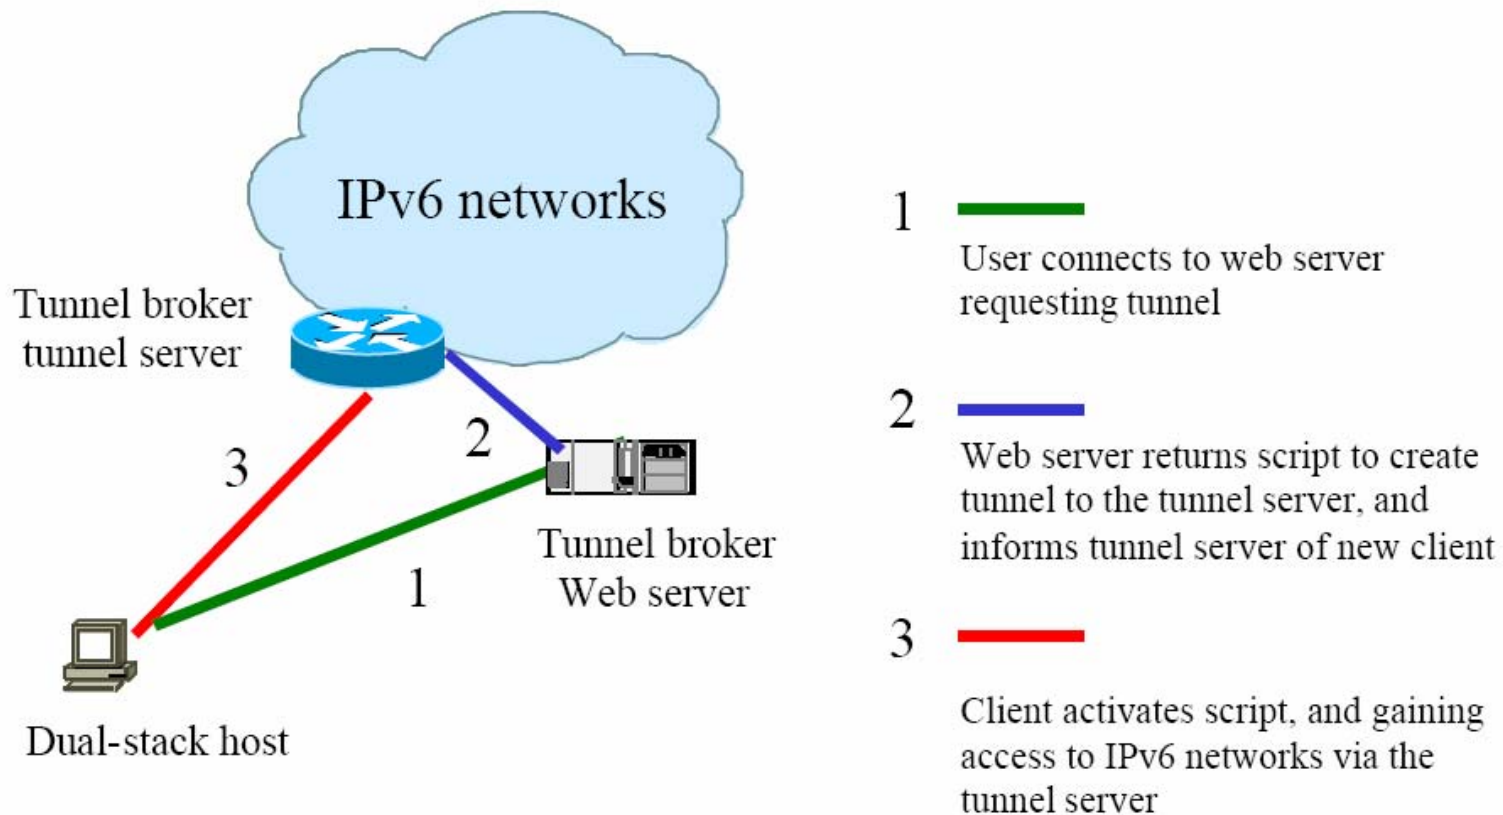 IPv6 networks
Tunnel broker
tunnel server
3
2
1
Tunnel broker
Web server
Dual-stack host
1
User connects to web server
requesting tunnel
2
Web server returns script to create
tunnel to the tunnel server, and
informs tunnel server of new client
3
Client activates script, and gaining
access to IPv6 networks via the
tunnel server